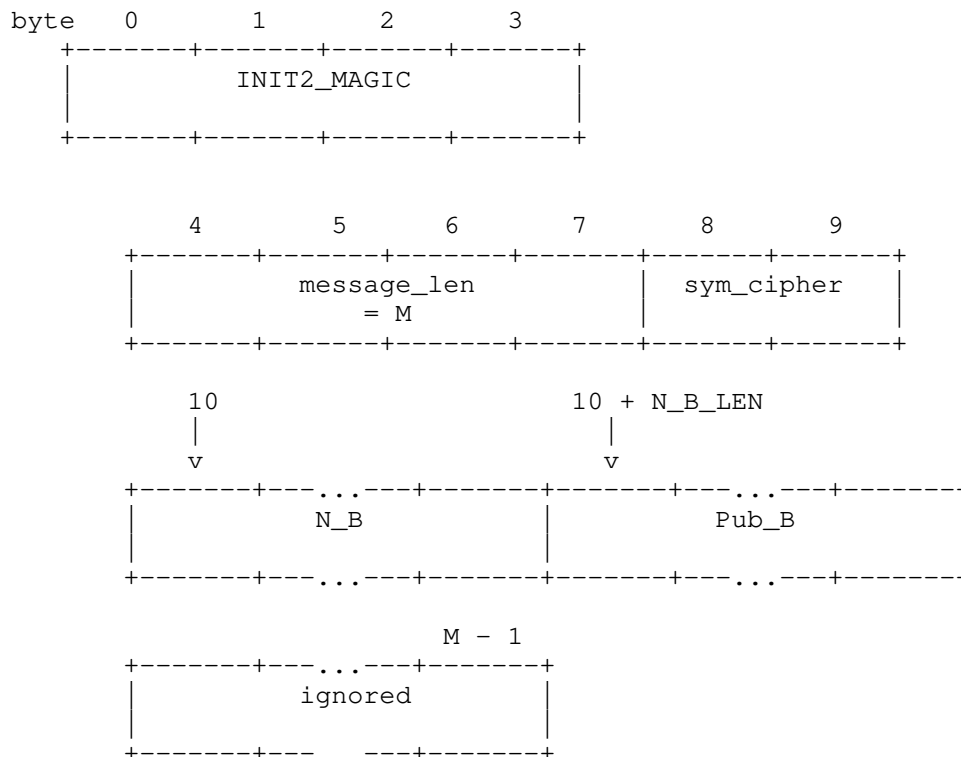 byte 0 1 2 3
+-------+-------+-------+-------+
| INIT2_MAGIC |
| |
+-------+-------+-------+-------+
4 5 6 7 8 9
+-------+-------+-------+-------+-------+-------+
| message_len | sym_cipher |
| = M | |
+-------+-------+-------+-------+-------+-------+
10 10 + N_B_LEN
| |
v v
+-------+---...---+-------+-------+---...---+-------
| N_B | Pub_B
| |
+-------+---...---+-------+-------+---...---+-------
M - 1
+-------+---...---+-------+
| ignored |
| |
+-------+--- ---+-------+